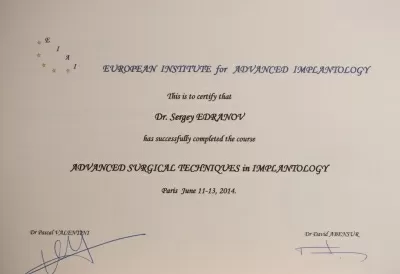 E
I
A
I
EUROPEAN INSTITUTE for ADVANCED IMPLANTOLOGY
This is to certify that
Dr. Sergey EDRANOV
has successfully completed the course
ADVANCED SURGICAL TECHNIQUES in IMPLANTOLOGY
Paris June 11-13, 2014.
Dr Pascal VALENTINI Dr David ABENSUR